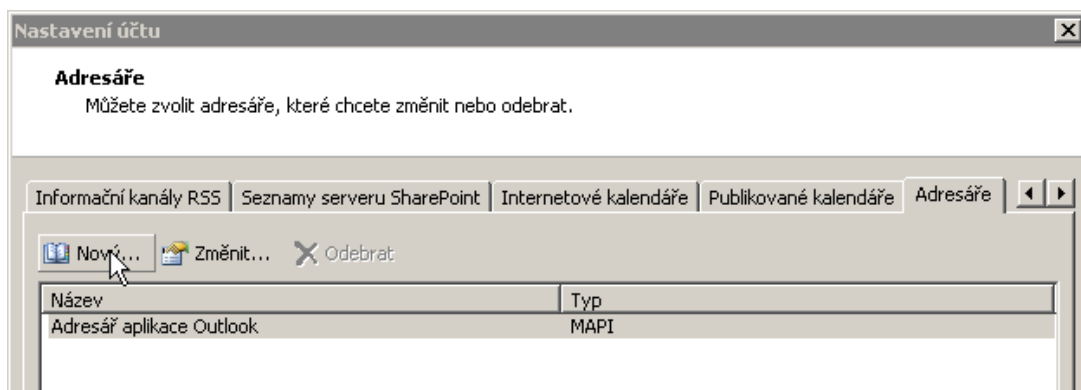 Nastavení účtu
Adresáře
Můžete zvolit adresáře, které chcete změnit nebo odebrat.
Informační kanály RSS Seznamy serveru SharePoint Internetové kalendáře Publikované kalendáře Adresáře
Nový... Změnit... Odebrat
Název Typ
Adresář aplikace Outlook MAPI